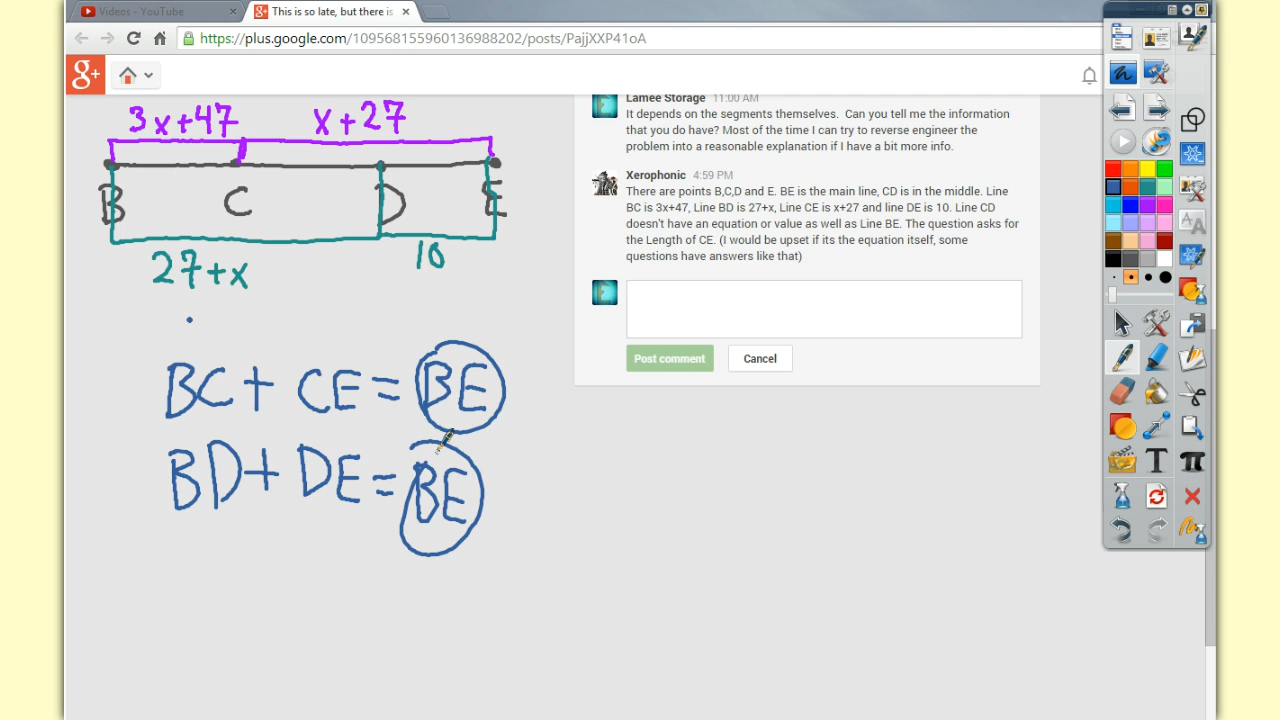 Videos - YouTube
This is so late, but there is
3x+47
x+27
B
C
D
E
27+x
10
BC + CE = BE
BD + DE = BE
g+
Lamee Storage 11:00 AM
It depends on the segments themselves. Can you tell me the information
that you do have? Most of the time I can try to reverse engineer the
problem into a reasonable explanation if I have a bit more info.
Xerophonic 4:59 PM
There are points B,C,D and E. BE is the main line, CD is in the middle. Line
BC is 3x+47, Line BD is 27+x, Line CE is x+27 and line DE is 10. Line CD
doesn't have an equation or value as well as Line BE. The question asks for
the Length of CE. (I would be upset if its the equation itself, some
questions have answers like that)
Post comment
Cancel